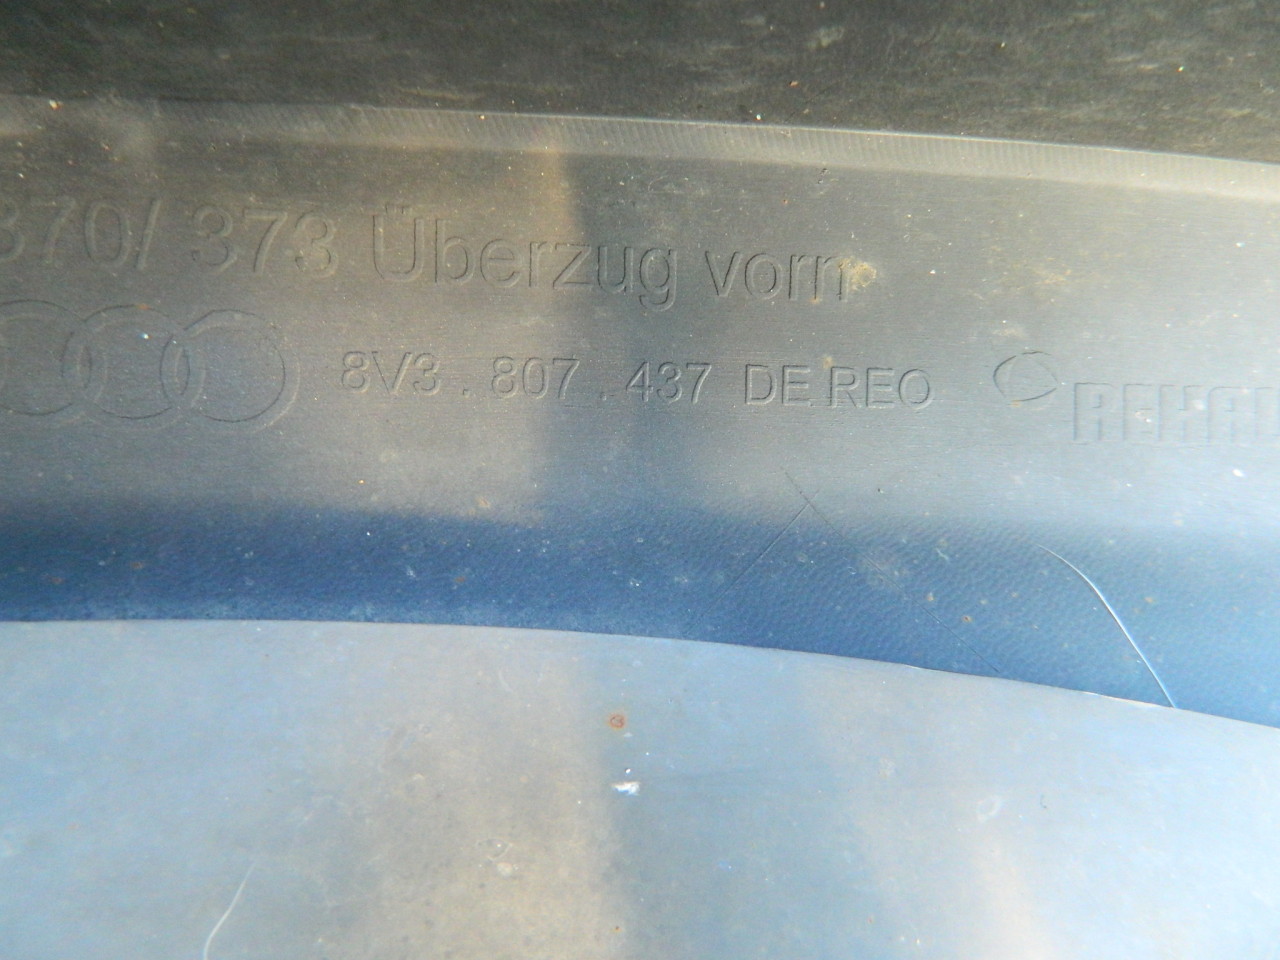 370/ 373 Überzug vorn
8V3 . 807 . 437 DE REO
REHAU